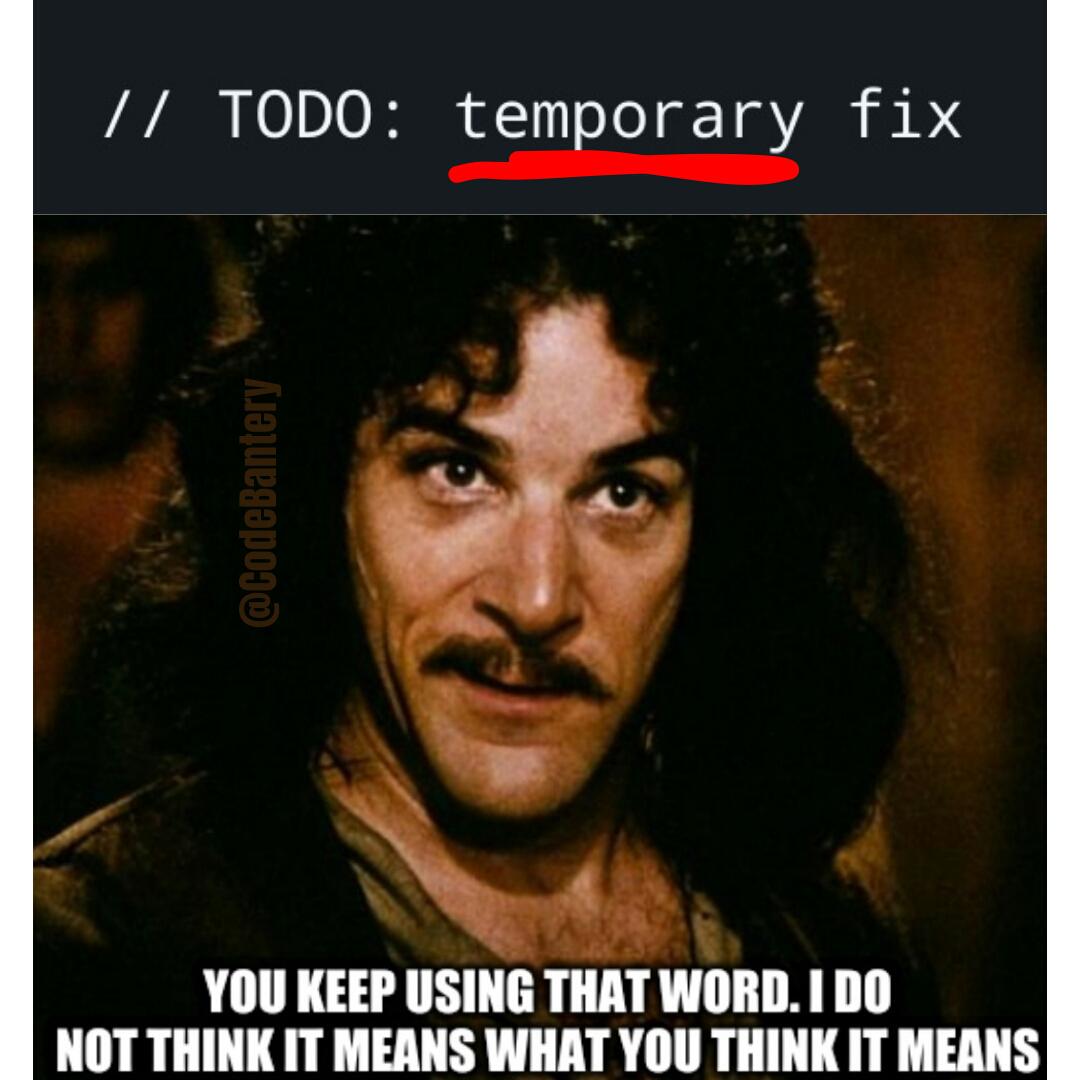 // TODO: temporary fix
@CodeBantery
YOU KEEP USING THAT WORD. I DO
NOT THINK IT MEANS WHAT YOU THINK IT MEANS